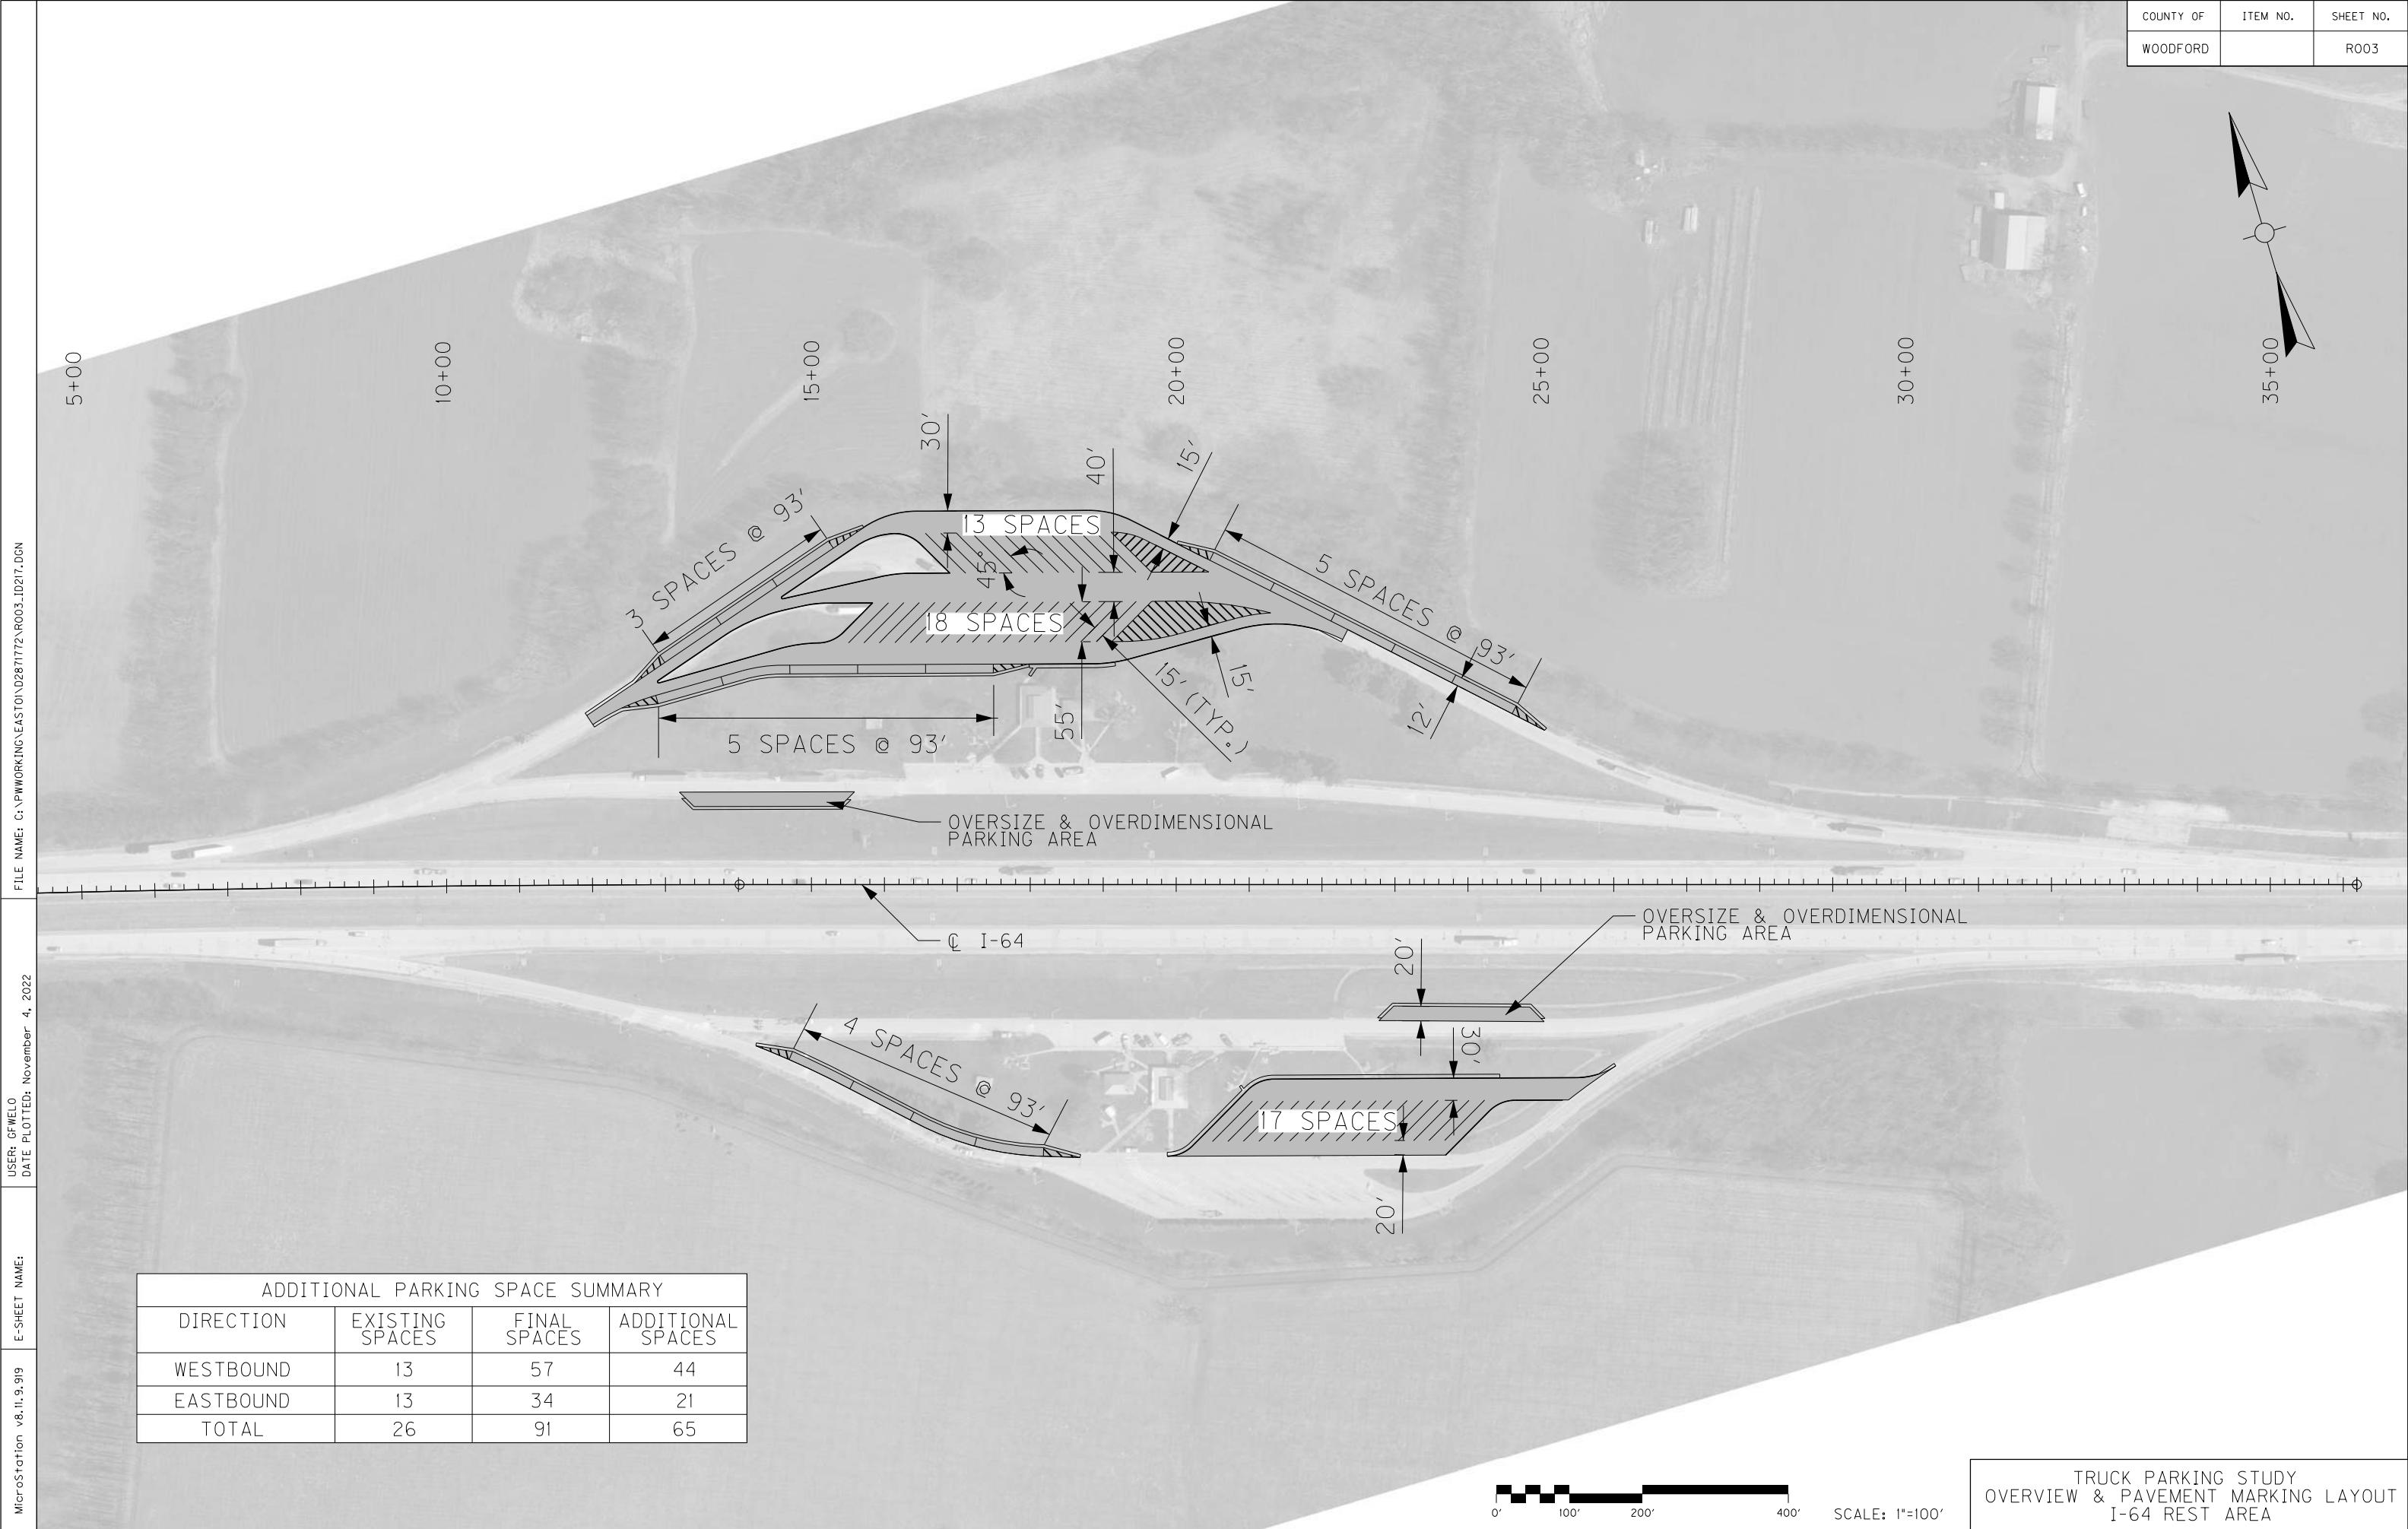 COUNTY OF ITEM NO. SHEET NO.
WOODFORD R003
5+00
10+00
15+00
20+00
25+00
30+00
35+00
30'
40'
15'
13 SPACES
45°
18 SPACES
3 SPACES @ 93'
5 SPACES @ 93'
5 SPACES @ 93'
55'
15' (TYP.)
15'
12'
OVERSIZE & OVERDIMENSIONAL
PARKING AREA
℄ I-64
OVERSIZE & OVERDIMENSIONAL
PARKING AREA
20'
30'
4 SPACES @ 93'
17 SPACES
20'
ADDITIONAL PARKING SPACE SUMMARY
DIRECTION EXISTING SPACES FINAL SPACES ADDITIONAL SPACES
WESTBOUND 13 57 44
EASTBOUND 13 34 21
TOTAL 26 91 65
0' 100' 200' 400'
SCALE: 1"=100'
TRUCK PARKING STUDY
OVERVIEW & PAVEMENT MARKING LAYOUT
I-64 REST AREA
FILE NAME: C:\PWWORKING\EAST01\D2871772\R003_ID217.DGN
USER: GFWELO
DATE PLOTTED: November 4, 2022
E-SHEET NAME:
MicroStation v8.11.9.919